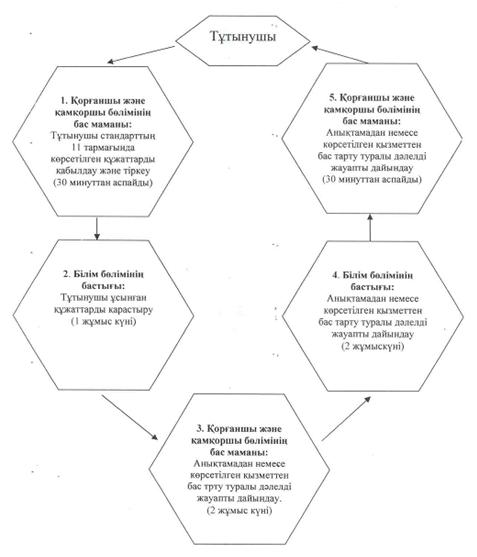 Тұтынушы
1. Қорғаншы және
қамқоршы бөлімінің
бас маманы:
Тұтынушы стандарттың
11 тармағында
көрсетілген құжаттарды
қабылдау және тіркеу
(30 минуттан аспайды)
2. Білім бөлімінің
бастығы:
Тұтынушы ұсынған
құжаттарды карастыру
(1 жұмыс күні)
3. Қорғаншы және
қамқоршы бөлімінің
бас маманы:
Анықтамадан немесе
көрсетілген қызметтен
бас трту туралы дәлелді
жауапты дайындау.
(2 жұмыс күні)
4. Білім бөлімінің
бастығы:
Анықтамадан немесе
көрсетілген қызметтен
бас тарту туралы дәлелді
жауапты дайындау
(2 жұмыскүні)
5. Қорғаншы және
қамқоршы бөлімінің
бас маманы:
Анықтамадан немесе
көрсетілген қызметтен
бас тарту туралы дәлелді
жауапты дайындау
(30 минуттан аспайды)